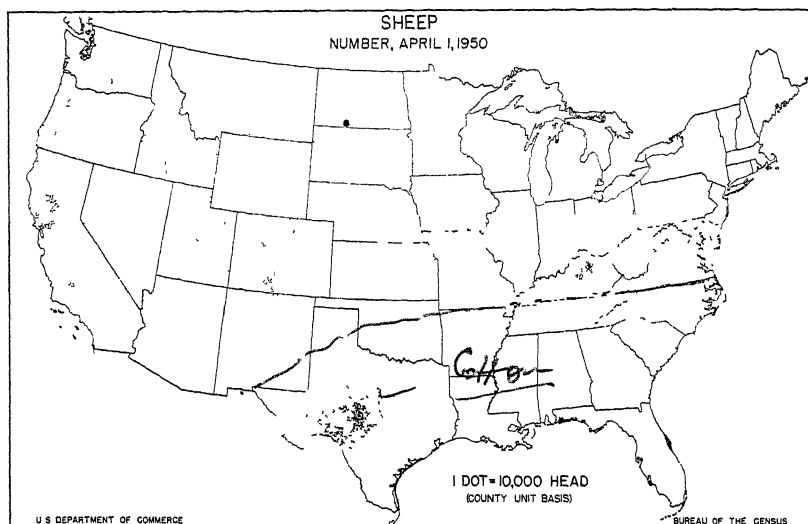 SHEEP
NUMBER, APRIL 1, 1950
Cotton
1 DOT = 10,000 HEAD
(COUNTY UNIT BASIS)
U S DEPARTMENT OF COMMERCE
BUREAU OF THE CENSUS